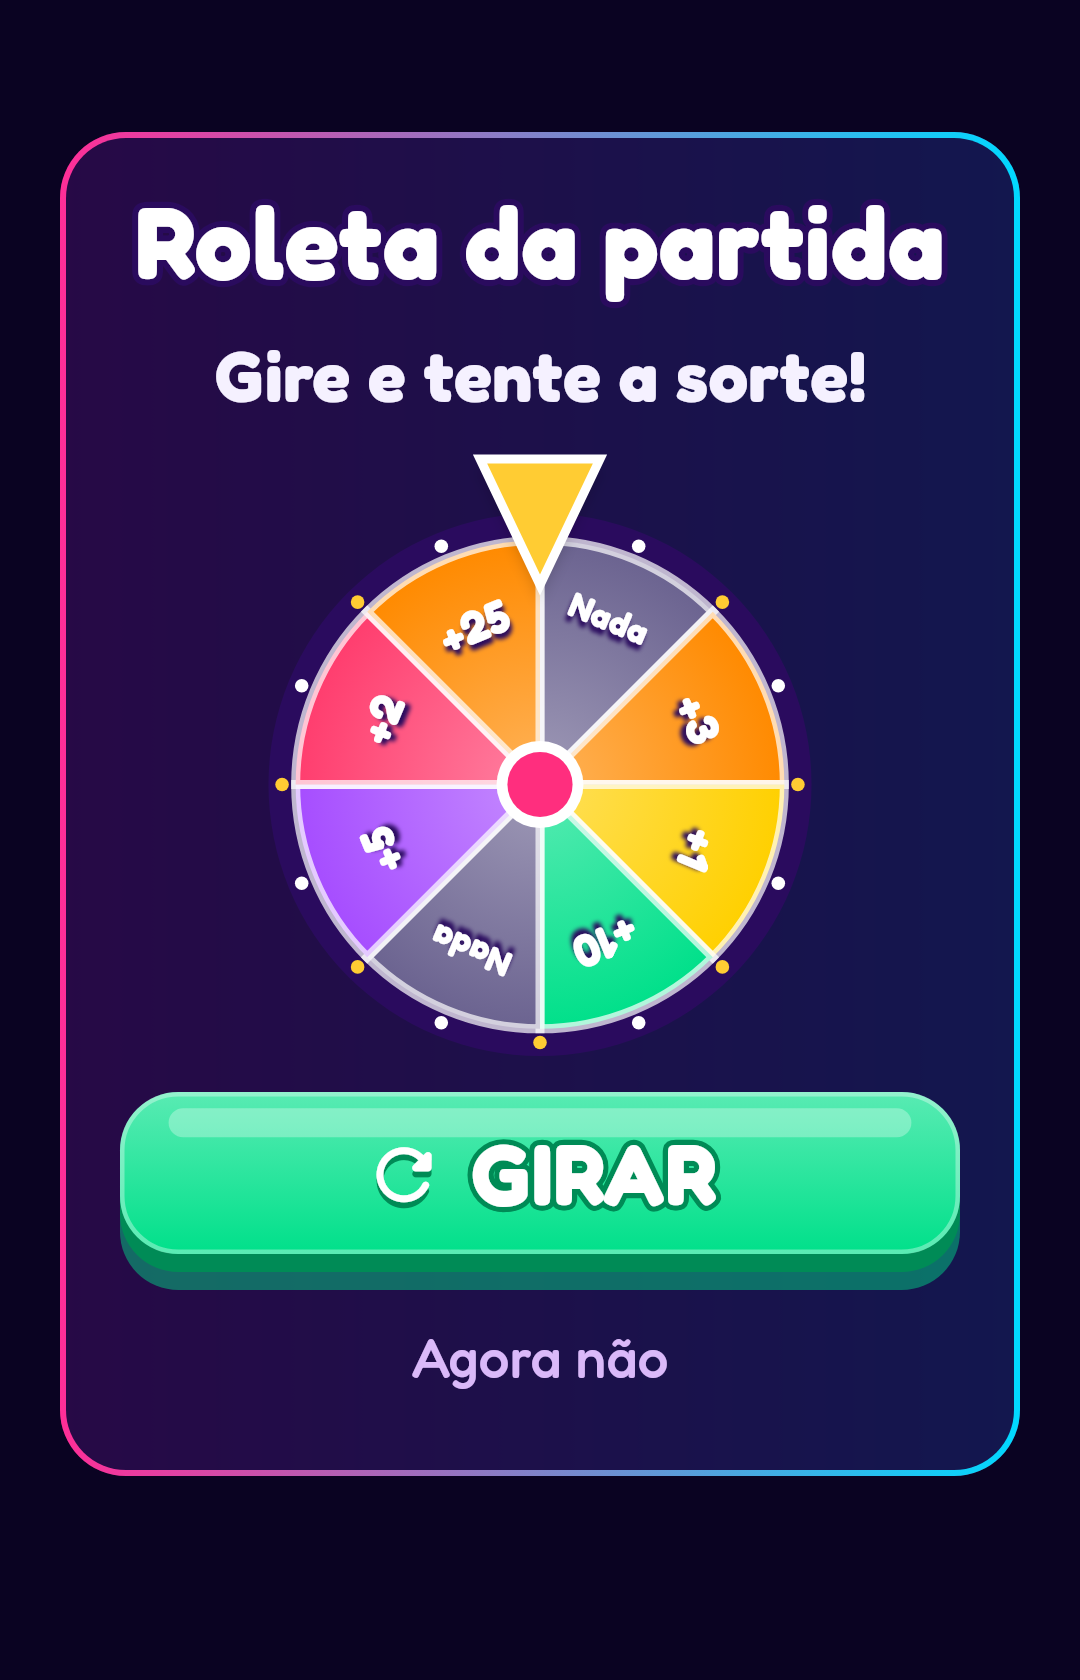 Roleta da partida
Gire e tente a sorte!
Nada
+3
+1
+10
Nada
+5
+2
+25
GIRAR
Agora não